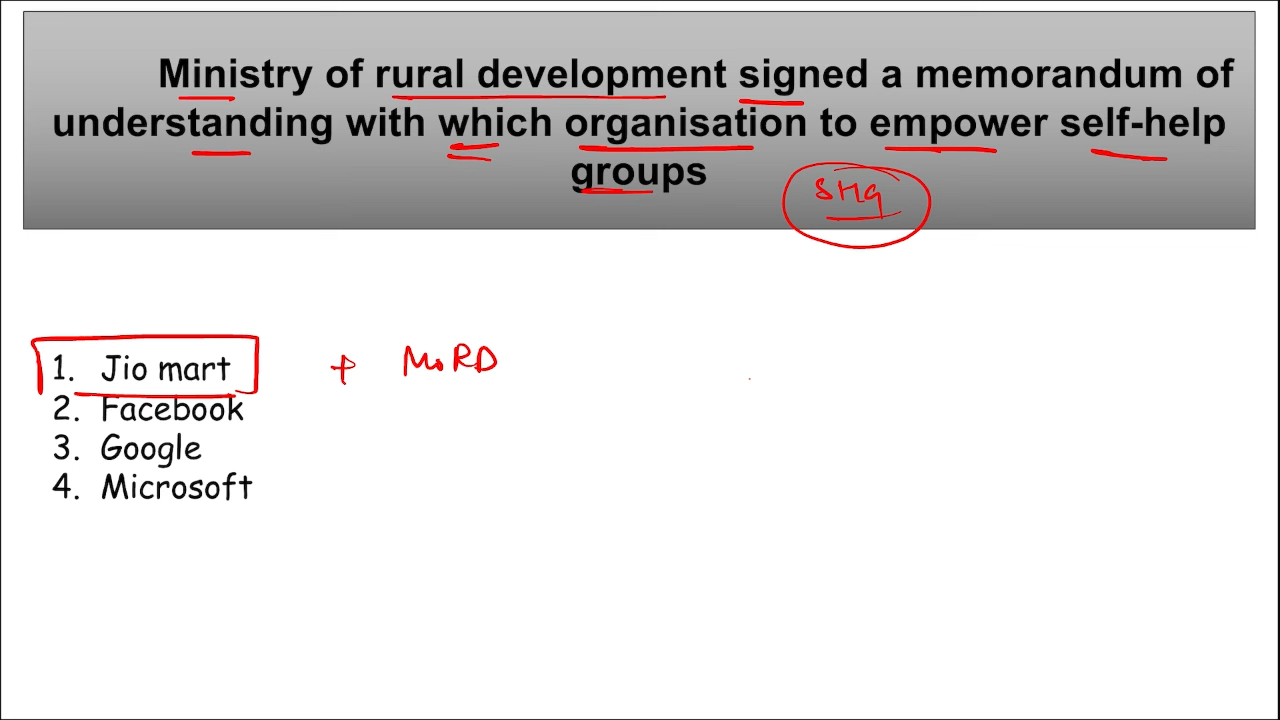 Ministry of rural development signed a memorandum of
understanding with which organisation to empower self-help
groups
SHG
1. Jio mart + MoRD
2. Facebook
3. Google
4. Microsoft